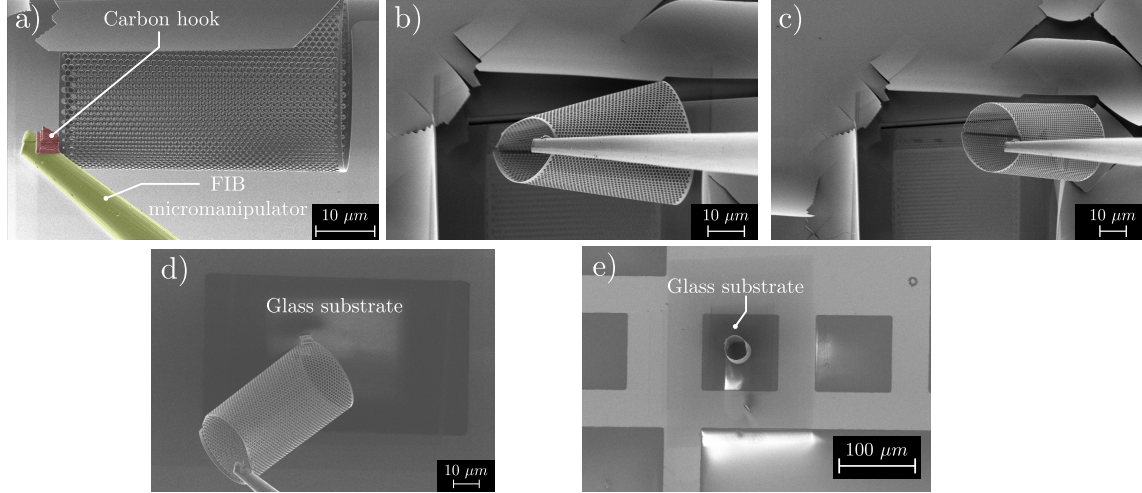 a)
Carbon hook
FIB
micromanipulator
10 μm
b)
10 μm
c)
10 μm
d)
Glass substrate
10 μm
e)
Glass substrate
100 μm